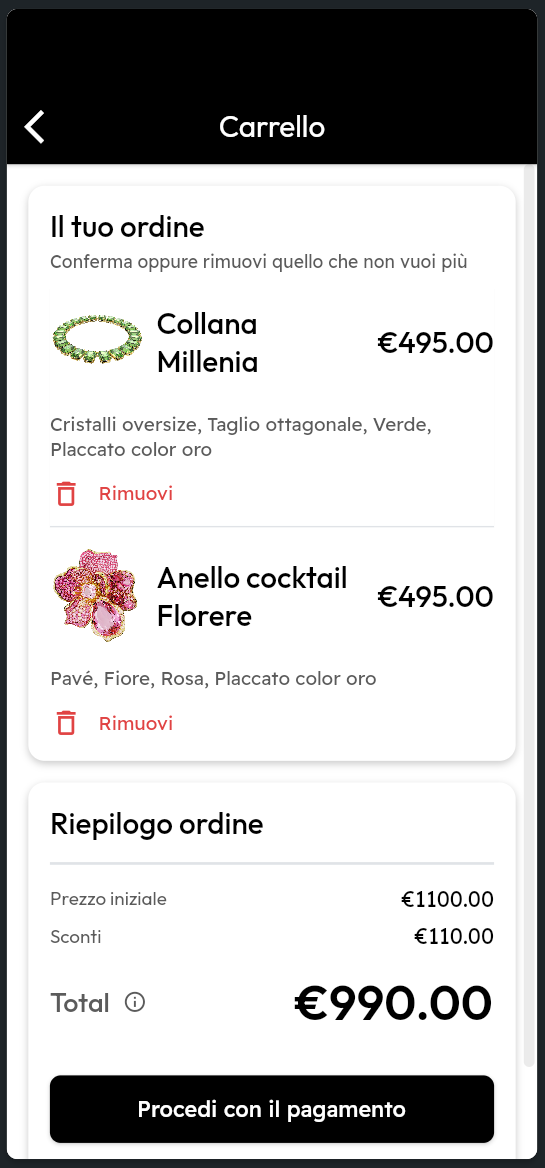 Carrello
Il tuo ordine
Conferma oppure rimuovi quello che non vuoi più
Collana
Millenia
€495.00
Cristalli oversize, Taglio ottagonale, Verde,
Placcato color oro
Rimuovi
Anello cocktail
Florere
€495.00
Pavé, Fiore, Rosa, Placcato color oro
Rimuovi
Riepilogo ordine
Prezzo iniziale €1100.00
Sconti €110.00
Total €990.00
Procedi con il pagamento